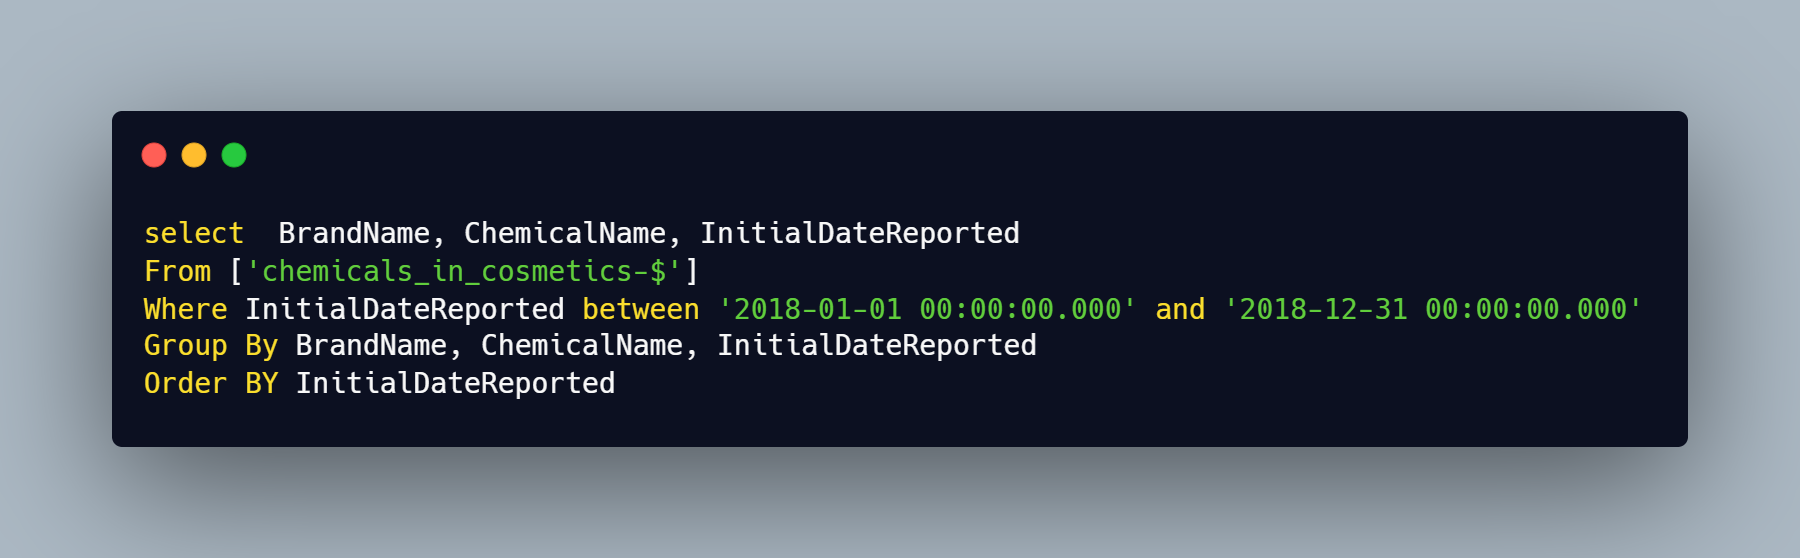 select  BrandName, ChemicalName, InitialDateReported
From ['chemicals_in_cosmetics-$']
Where InitialDateReported between '2018-01-01 00:00:00.000' and '2018-12-31 00:00:00.000'
Group By BrandName, ChemicalName, InitialDateReported
Order BY InitialDateReported